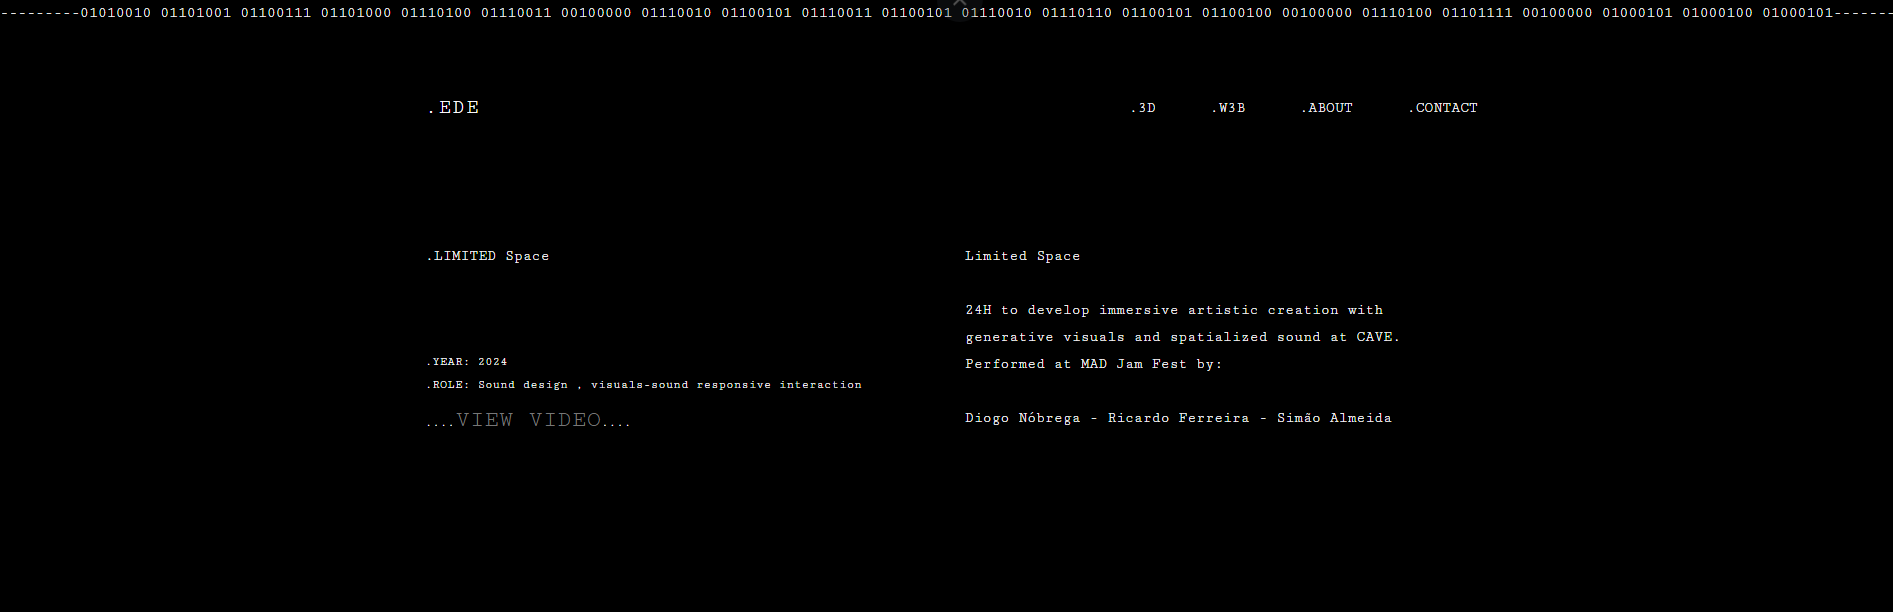 ---------01010010 01101001 01100111 01101000 01110100 01110011 00100000 01110010 01100101 01110011 01100101 01110010 01110110 01100101 01100100 00100000 01110100 01101111 00100000 01000101 01000100 01000101-------
.EDE
.3D .W3B .ABOUT .CONTACT
.LIMITED Space
.YEAR: 2024
.ROLE: Sound design , visuals-sound responsive interaction
....VIEW VIDEO....
Limited Space
24H to develop immersive artistic creation with
generative visuals and spatialized sound at CAVE.
Performed at MAD Jam Fest by:
Diogo Nóbrega - Ricardo Ferreira - Simão Almeida